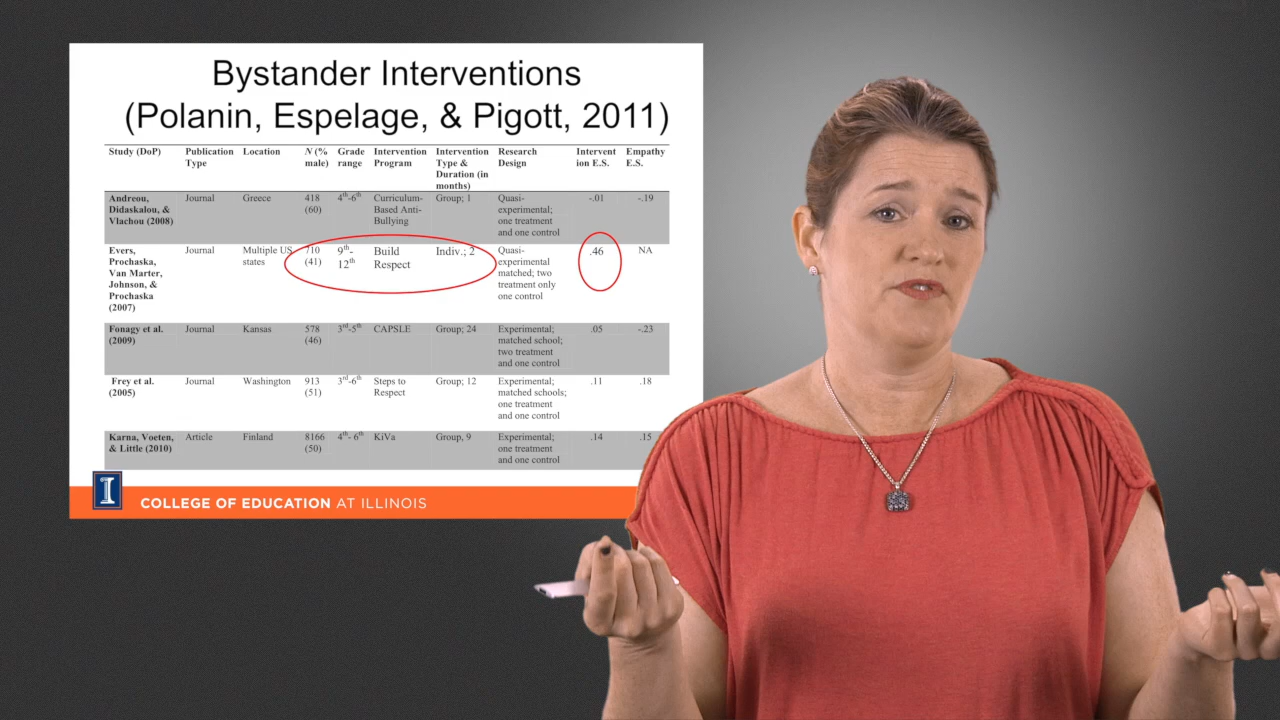 Bystander Interventions
(Polanin, Espelage, & Pigott, 2011)
Study (DoP) Publication Type Location N (% male) Grade range Intervention Program Intervention Type & Duration (in months) Research Design Intervent ion E.S. Empathy E.S.
Andreou, Didaskalou, & Vlachou (2008) Journal Greece 418 (60) 4th-6th Curriculum- Based Anti- Bullying Group; 1 Quasi- experimental; one treatment and one control -.01 -.19
Evers, Prochaska, Van Marter, Johnson, & Prochaska (2007) Journal Multiple US states 710 (41) 9th- 12th Build Respect Indiv.; 2 Quasi- experimental matched; two treatment only one control .46 NA
Fonagy et al. (2009) Journal Kansas 578 (46) 3rd-5th CAPSLE Group; 24 Experimental; matched school; two treatment and one control .05 -.23
Frey et al. (2005) Journal Washington 913 (51) 3rd-6th Steps to Respect Group; 12 Experimental; matched schools; one treatment and one control .11 .18
Karna, Voeten, & Little (2010) Article Finland 8166 (50) 4th- 6th KiVa Group, 9 Experimental; one treatment and one control .14 .15
I COLLEGE OF EDUCATION AT ILLINOIS